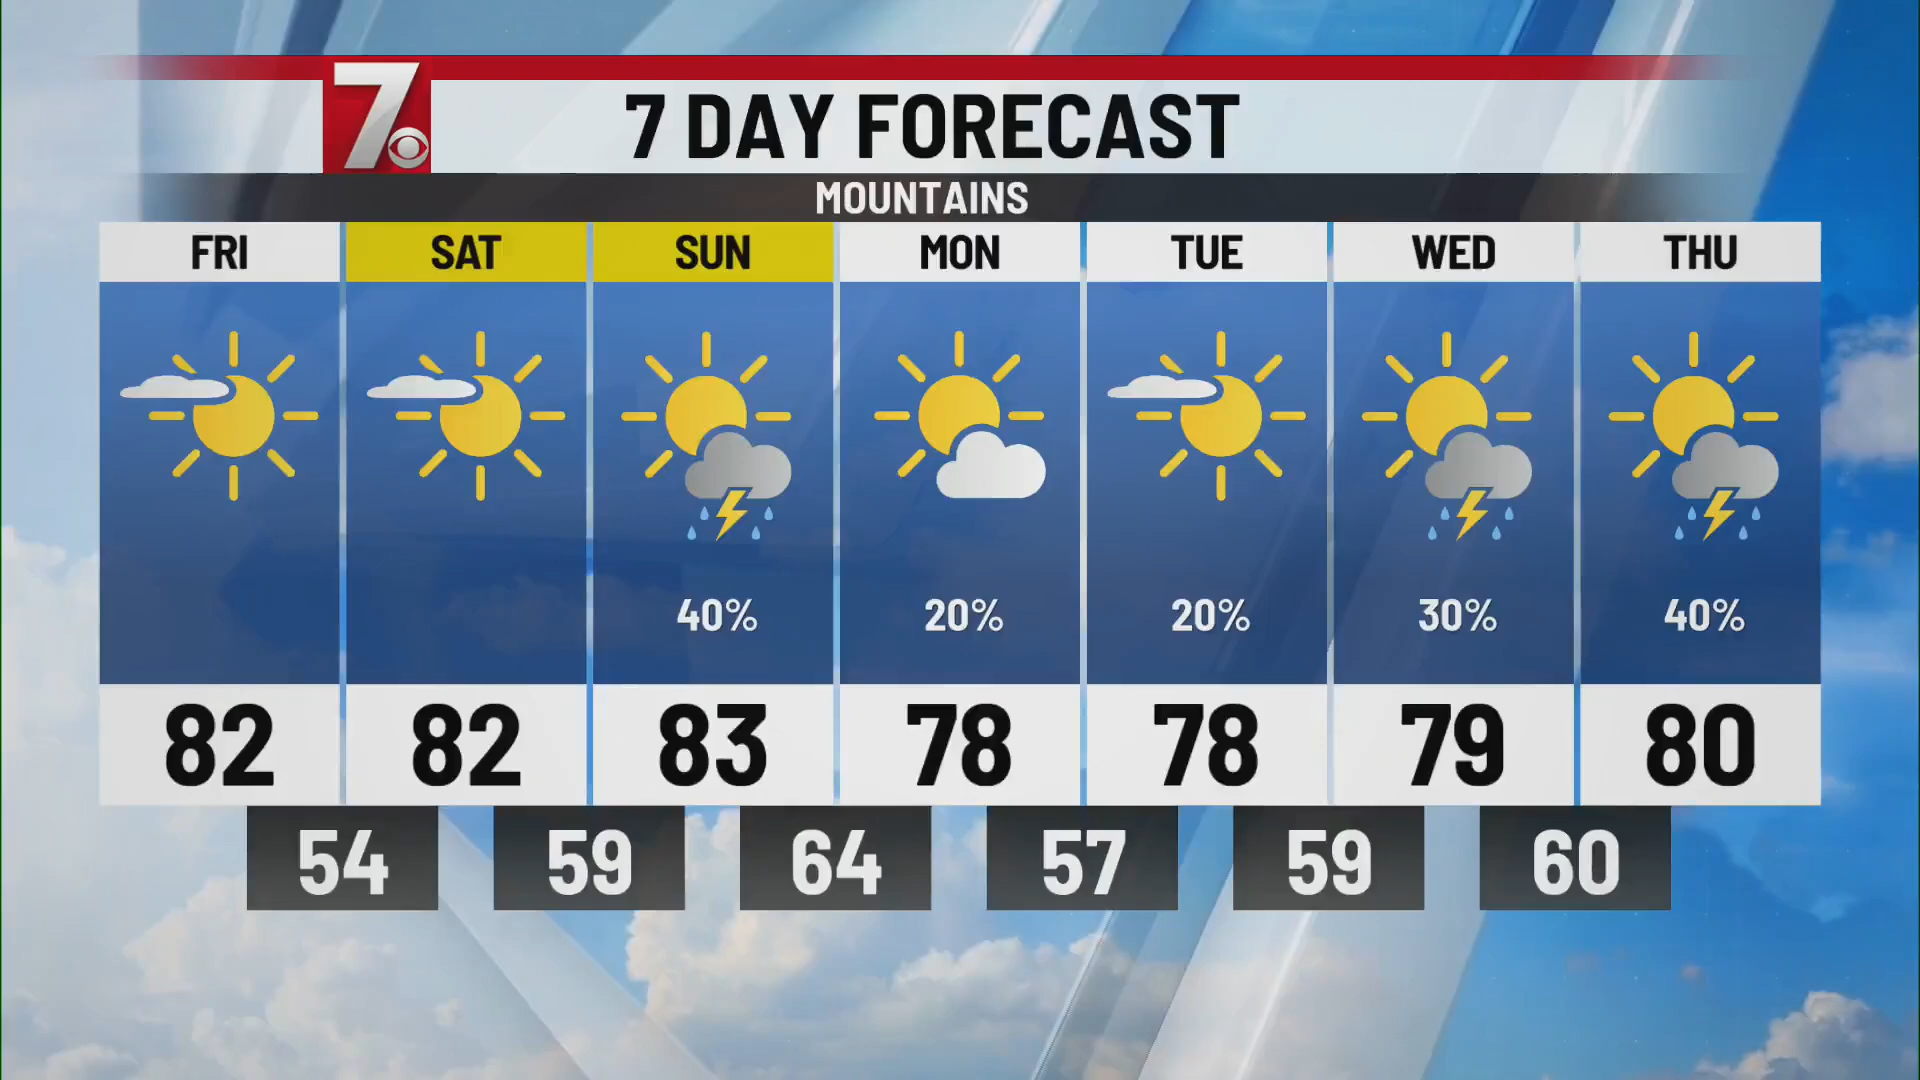 7
7 DAY FORECAST
MOUNTAINS
FRI SAT SUN MON TUE WED THU
40% 20% 20% 30% 40%
82 82 83 78 78 79 80
54 59 64 57 59 60